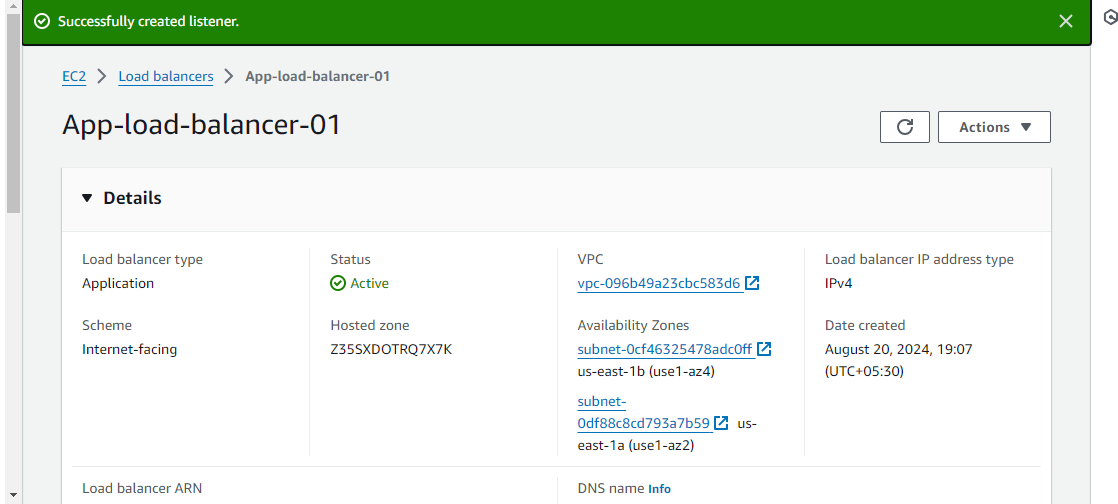 Successfully created listener.
EC2 > Load balancers > App-load-balancer-01
App-load-balancer-01
Actions
Details
Load balancer type
Application
Status
Active
VPC
vpc-096b49a23cbc583d6
Load balancer IP address type
IPv4
Scheme
Internet-facing
Hosted zone
Z35SXDOTRQ7X7K
Availability Zones
subnet-0cf46325478adc0ff
us-east-1b (use1-az4)
subnet-
0df88c8cd793a7b59 us-
east-1a (use1-az2)
Date created
August 20, 2024, 19:07
(UTC+05:30)
Load balancer ARN
DNS name Info